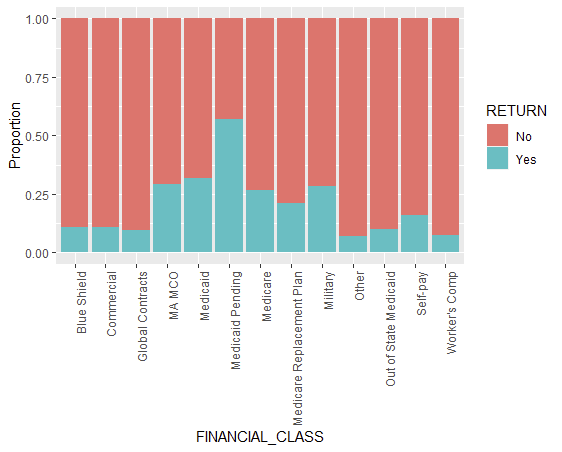 1.00
0.75
0.50
0.25
0.00
Proportion
Blue Shield
Commercial
Global Contracts
MA MCO
Medicaid
Medicaid Pending
Medicare
Medicare Replacement Plan
Military
Other
Out of State Medicaid
Self-pay
Worker's Comp
FINANCIAL_CLASS
RETURN
No
Yes